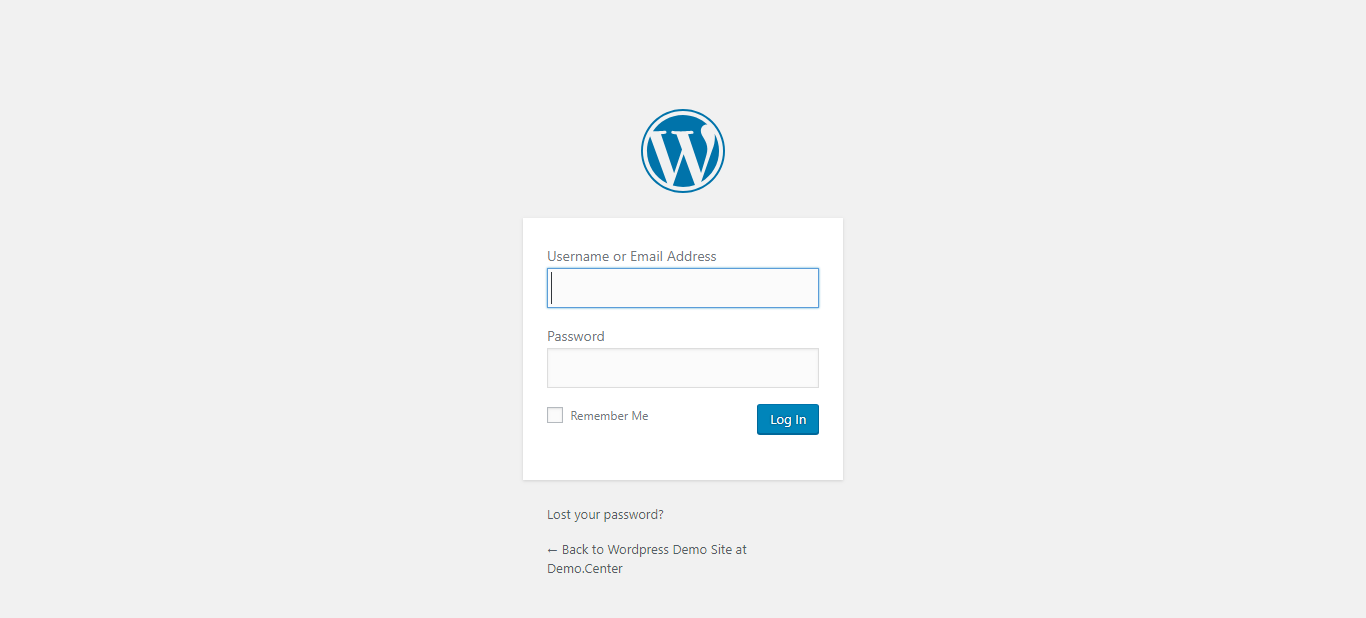 Username or Email Address
Password
Remember Me
Log In
Lost your password?
← Back to Wordpress Demo Site at
Demo.Center